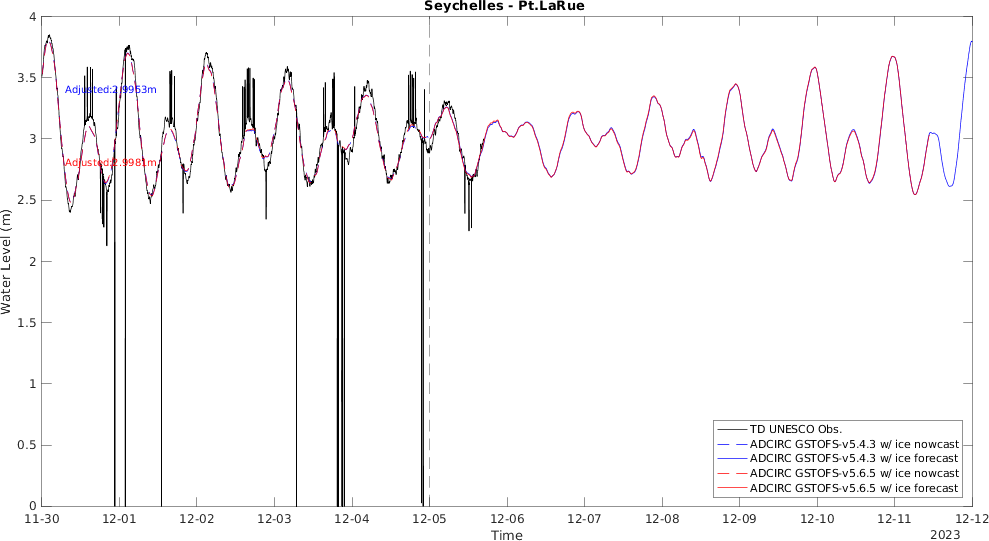 Seychelles - Pt.LaRue
4
3.5
3
2.5
2
1.5
1
0.5
0
Water Level (m)
Adjusted:2.9963m
Adjusted:2.9981m
TD UNESCO Obs.
ADCIRC GSTOFS-v5.4.3 w/ ice nowcast
ADCIRC GSTOFS-v5.4.3 w/ ice forecast
ADCIRC GSTOFS-v5.6.5 w/ ice nowcast
ADCIRC GSTOFS-v5.6.5 w/ ice forecast
11-30 12-01 12-02 12-03 12-04 12-05 12-06 12-07 12-08 12-09 12-10 12-11 12-12
Time
2023